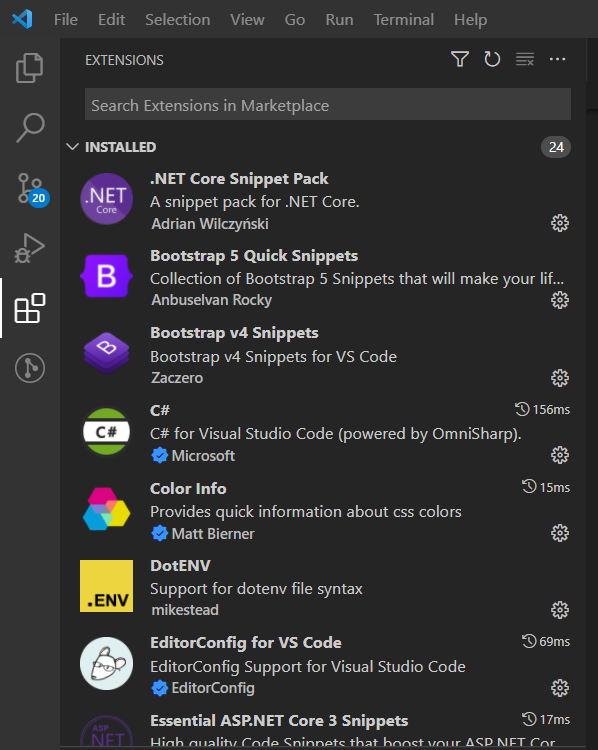 File Edit Selection View Go Run Terminal Help
EXTENSIONS
Search Extensions in Marketplace
INSTALLED 24
.NET Core Snippet Pack
.NET
Core
A snippet pack for .NET Core.
Adrian Wilczyński
20
Bootstrap 5 Quick Snippets
B
Collection of Bootstrap 5 Snippets that will make your lif...
Anbuselvan Rocky
Bootstrap v4 Snippets
Bootstrap v4 Snippets for VS Code
Zaczero
C# 156ms
C#
C# for Visual Studio Code (powered by OmniSharp).
Microsoft
Color Info 15ms
Provides quick information about css colors
Matt Bierner
DotENV
Support for dotenv file syntax
.ENV
mikestead
EditorConfig for VS Code 69ms
EditorConfig Support for Visual Studio Code
EditorConfig
Essential ASP.NET Core 3 Snippets 17ms
ASP
.NET
High quality Code Snippets that boost your ASP.NET Cor...